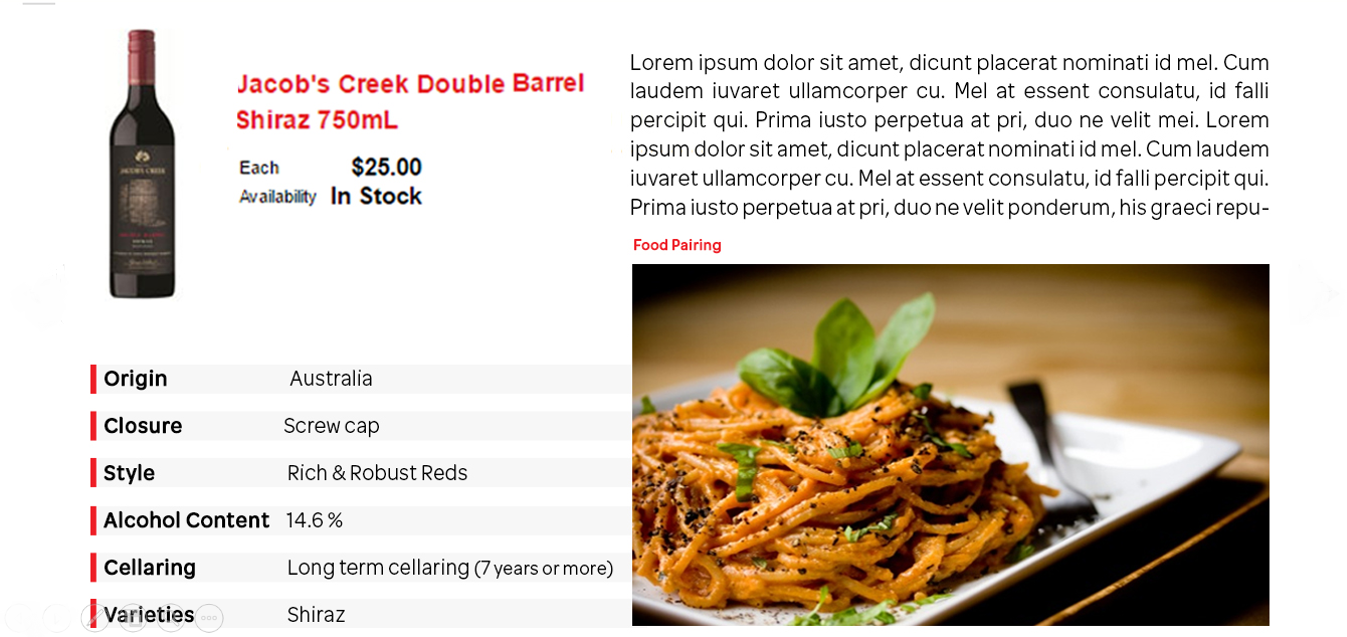 Jacob's Creek Double Barrel
Shiraz 750mL
Each $25.00
Availability In Stock
JACOB'S CREEK
Lorem ipsum dolor sit amet, dicunt placerat nominati id mel. Cum
laudem iuvaret ullamcorper cu. Mel at essent consulatu, id falli
percipit qui. Prima iusto perpetua at pri, duo ne velit mei. Lorem
ipsum dolor sit amet, dicunt placerat nominati id mel. Cum laudem
iuvaret ullamcorper cu. Mel at essent consulatu, id falli percipit qui.
Prima iusto perpetua at pri, duo ne velit ponderum, his graeci repu-
Food Pairing
Origin Australia
Closure Screw cap
Style Rich & Robust Reds
Alcohol Content 14.6 %
Cellaring Long term cellaring (7 years or more)
Varieties Shiraz